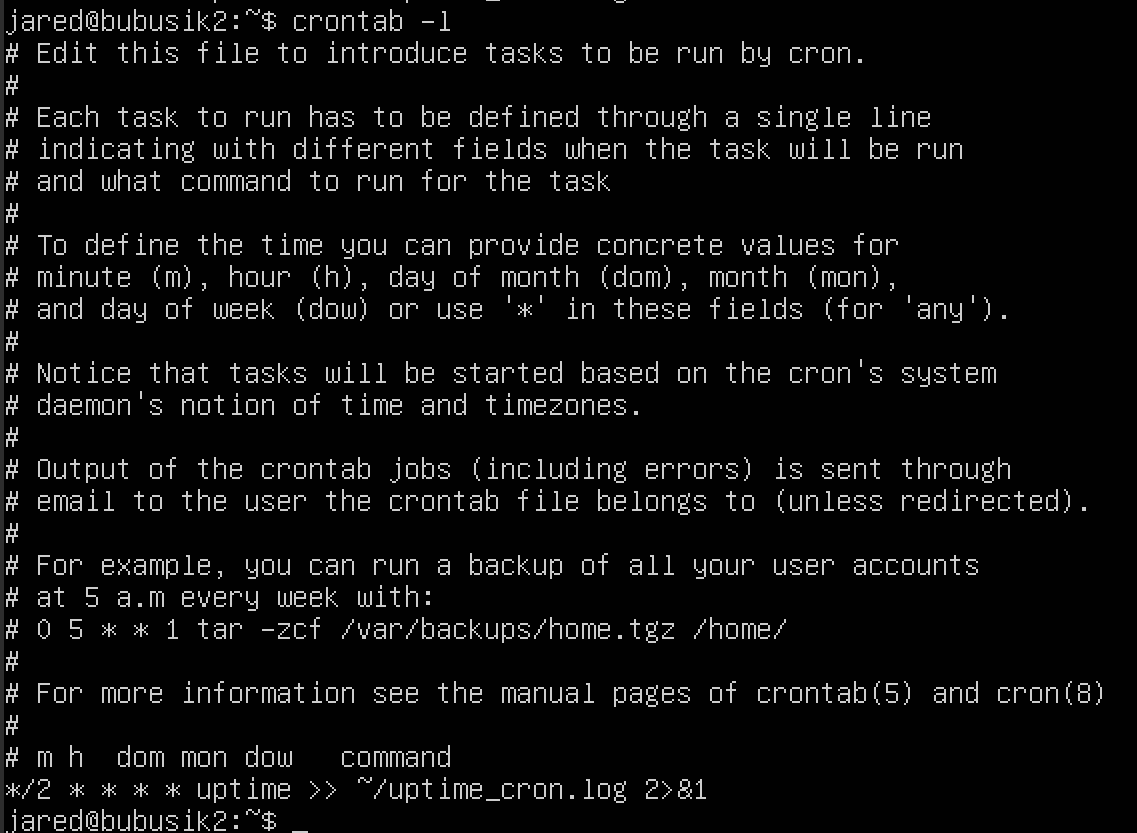 jared@bubusik2:~$ crontab -l
# Edit this file to introduce tasks to be run by cron.
#
# Each task to run has to be defined through a single line
# indicating with different fields when the task will be run
# and what command to run for the task
#
# To define the time you can provide concrete values for
# minute (m), hour (h), day of month (dom), month (mon),
# and day of week (dow) or use '*' in these fields (for 'any').
#
# Notice that tasks will be started based on the cron's system
# daemon's notion of time and timezones.
#
# Output of the crontab jobs (including errors) is sent through
# email to the user the crontab file belongs to (unless redirected).
#
# For example, you can run a backup of all your user accounts
# at 5 a.m every week with:
# 0 5 * * 1 tar -zcf /var/backups/home.tgz /home/
#
# For more information see the manual pages of crontab(5) and cron(8)
#
# m h  dom mon dow   command
*/2 * * * * uptime >> ~/uptime_cron.log 2>&1
jared@bubusik2:~$ _